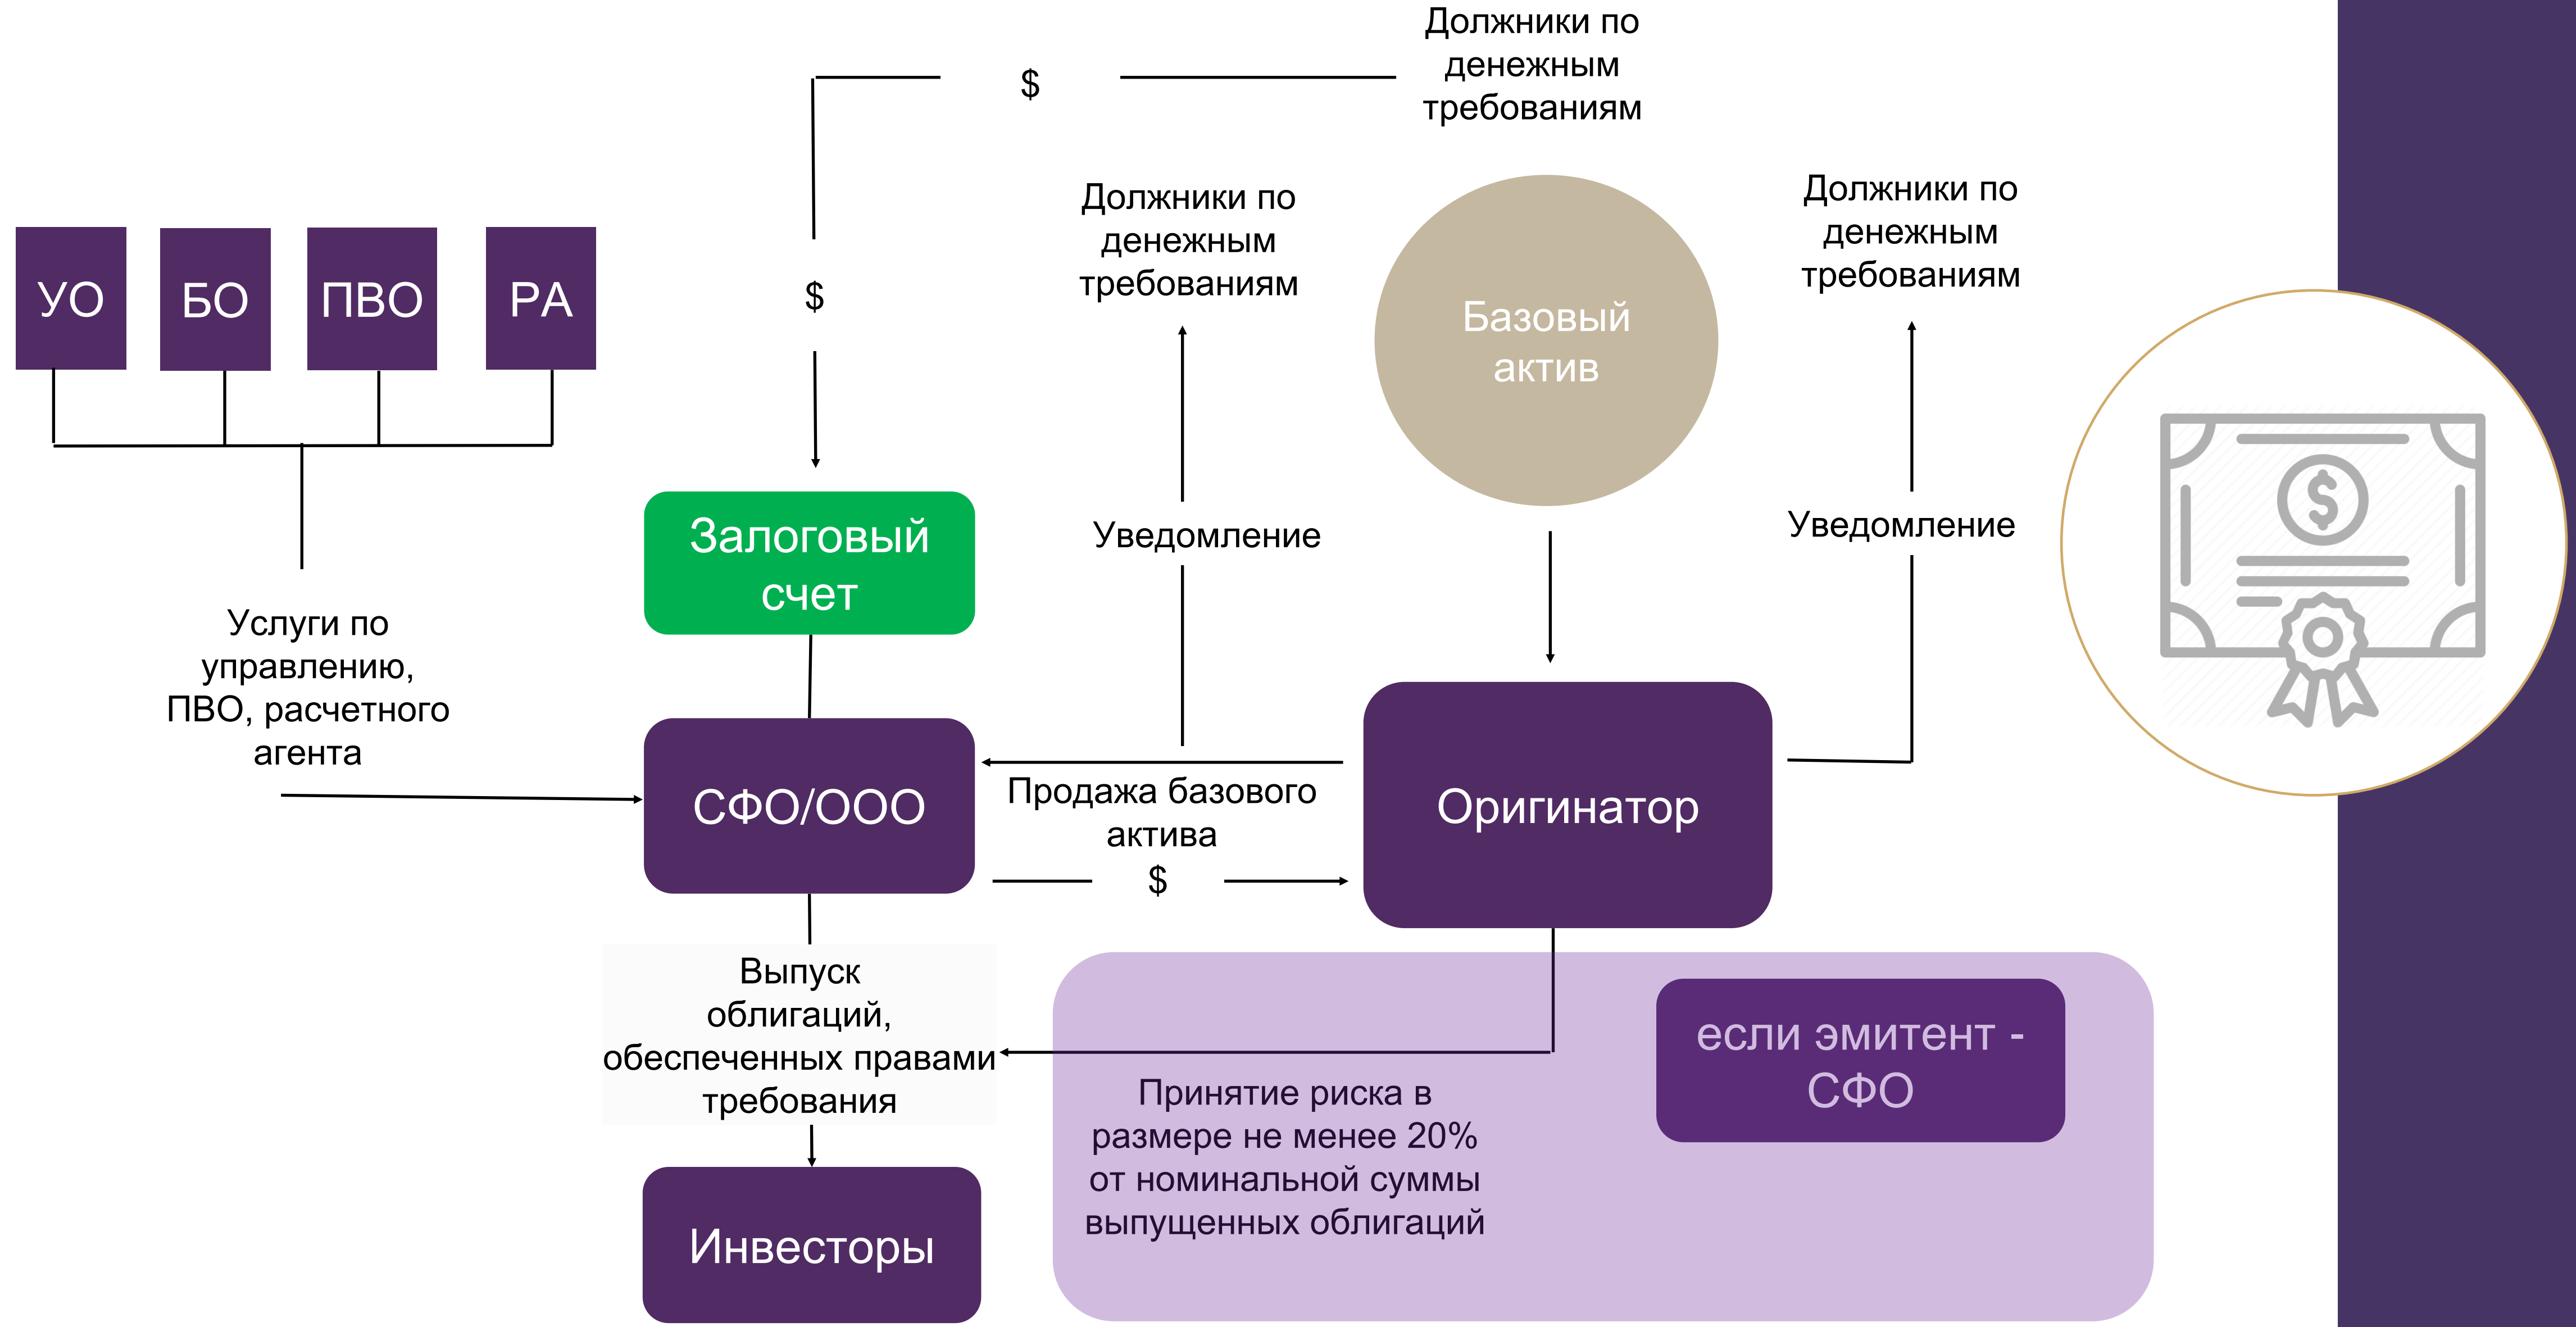 Должники по
денежным
требованиям
$
Должники по
денежным
требованиям
Должники по
денежным
требованиям
УО
БО
ПВО
РА
$
Базовый
актив
Залоговый
счет
Уведомление
Уведомление
$
Услуги по
управлению,
ПВО, расчетного
агента
СФО/ООО
Продажа базового
актива
$
Оригинатор
Выпуск
облигаций,
обеспеченных правами
требования
если эмитент -
СФО
Принятие риска в
размере не менее 20%
от номинальной суммы
выпущенных облигаций
Инвесторы